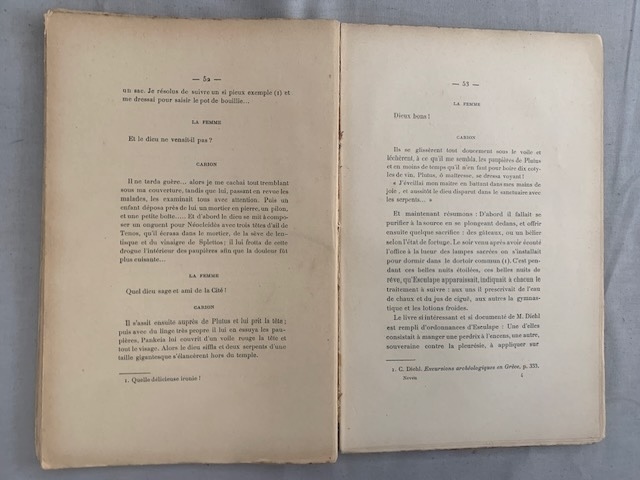 — 52 —
un sac. Je résolus de suivre un si pieux exemple (1) et
me dressai pour saisir le pot de bouillie...
LA FEMME
Et le dieu ne venait-il pas ?
CARION
Il ne tarda guère... alors je me cachai tout tremblant
sous ma couverture, tandis que lui, passant en revue les
malades, les examinait tous avec attention. Puis un
enfant déposa près de lui un mortier en pierre, un pilon,
et une petite boîte..... Et d'abord le dieu se mit à compo-
ser un onguent pour Néocléidès avec trois têtes d'ail de
Tenos, qu'il écrasa dans le mortier, de la sève de len-
tisque et du vinaigre de Splettos; il lui frotta de cette
drogue l'intérieur des paupières afin que la douleur fût
plus cuisante...
LA FEMME
Quel dieu sage et ami de la Cité !
CARION
Il s'assit ensuite auprès de Plutus et lui prit la tête ;
puis avec du linge très propre il lui en essuya les pau-
pières, Pankeia lui couvrit d'un voile rouge la tête et
tout le visage. Alors le dieu siffla et deux serpents d'une
taille gigantesque s'élancèrent hors du temple.
1. Quelle délicieuse ironie !
— 53 —
LA FEMME
Dieux bons !
CARION
Ils se glissèrent tout doucement sous le voile et
léchèrent, à ce qu'il me sembla, les paupières de Plutus
et en moins de temps qu'il n'en faut pour boire dix coty-
les de vin, Plutus, ô maîtresse, se dressa voyant !
« J'éveillai mon maître en battant dans mes mains de
joie, et aussitôt le dieu disparut dans le sanctuaire avec
les serpents... »
Et maintenant résumons : D'abord il fallait se
purifier à la source en se plongeant dedans, et offrir
ensuite quelque sacrifice : des gâteaux, ou un bélier
selon l'état de fortune. Le soir venu après avoir écouté
l'office à la lueur des lampes sacrées on s'installait
pour dormir dans le dortoir commun (1). C'est pen-
dant ces belles nuits étoilées, ces belles nuits de
rêve, qu'Esculape apparaissait, indiquait à chacun le
traitement à suivre : aux uns il prescrivait de l'eau
de chaux et du jus de ciguë, aux autres la gymnas-
tique et les lotions froides.
Le livre si intéressant et si documenté de M. Diehl
est rempli d'ordonnances d'Esculape : Une d'elles
consistait à manger une perdrix à l'encens, une autre,
souveraine contre la pleurésie, à appliquer sur
1. C. Diehl. Excursions archéologiques en Grèce, p. 333.
Neveu